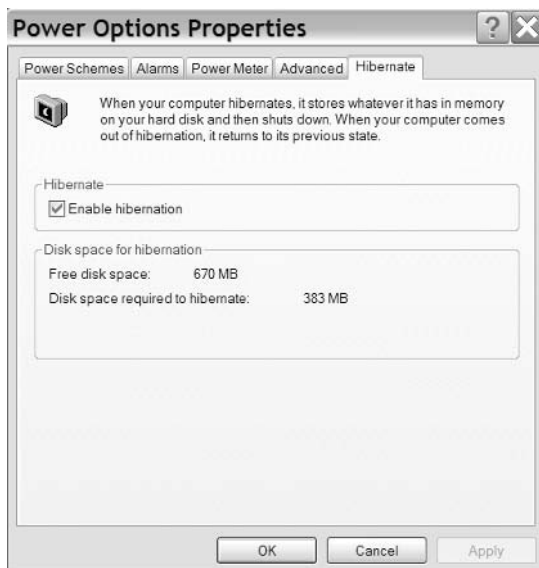 Power Options Properties
Power Schemes Alarms Power Meter Advanced Hibernate
When your computer hibernates, it stores whatever it has in memory
on your hard disk and then shuts down. When your computer comes
out of hibernation, it returns to its previous state.
Hibernate
Enable hibernation
Disk space for hibernation
Free disk space: 670 MB
Disk space required to hibernate: 383 MB
OK Cancel Apply